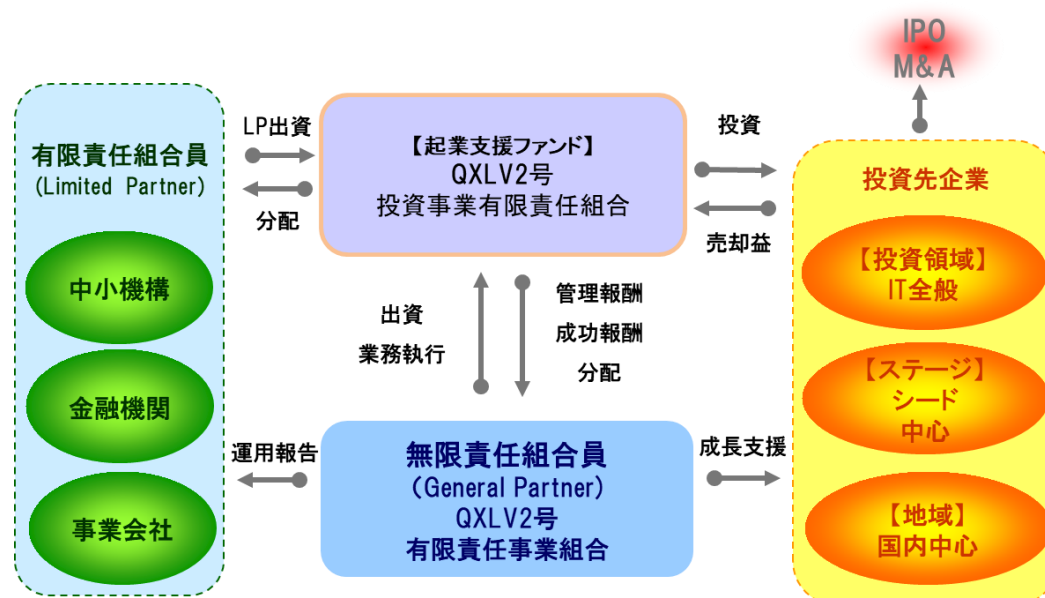 IPO
M&A
有限責任組合員
(Limited Partner)
中小機構
金融機関
事業会社
LP出資
分配
【起業支援ファンド】
QXLV2号
投資事業有限責任組合
投資
売却益
出資
業務執行
管理報酬
成功報酬
分配
運用報告
無限責任組合員
(General Partner)
QXLV2号
有限責任事業組合
成長支援
投資先企業
【投資領域】
IT全般
【ステージ】
シード
中心
【地域】
国内中心